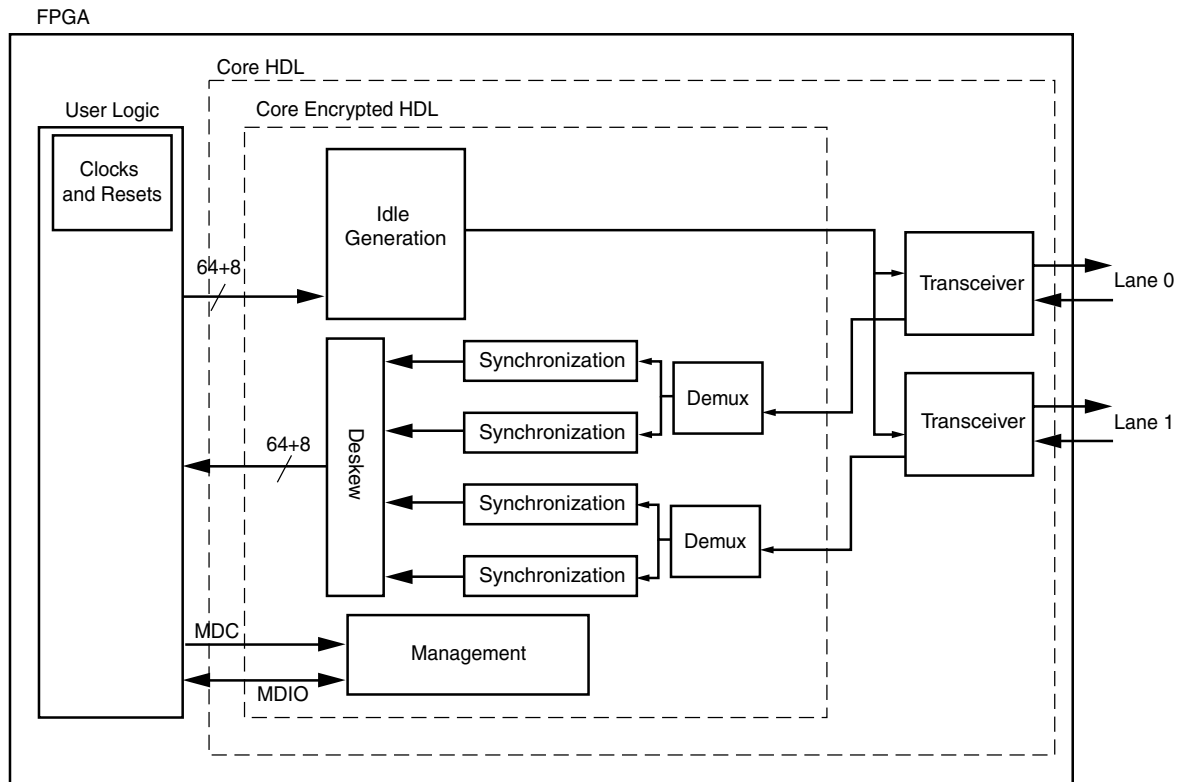 FPGA
Core HDL
User Logic
Core Encrypted HDL
Clocks
and Resets
Idle
Generation
64+8
Transceiver
Lane 0
Synchronization
Demux
Synchronization
Transceiver
Lane 1
64+8
Deskew
Synchronization
Demux
Synchronization
MDC
Management
MDIO